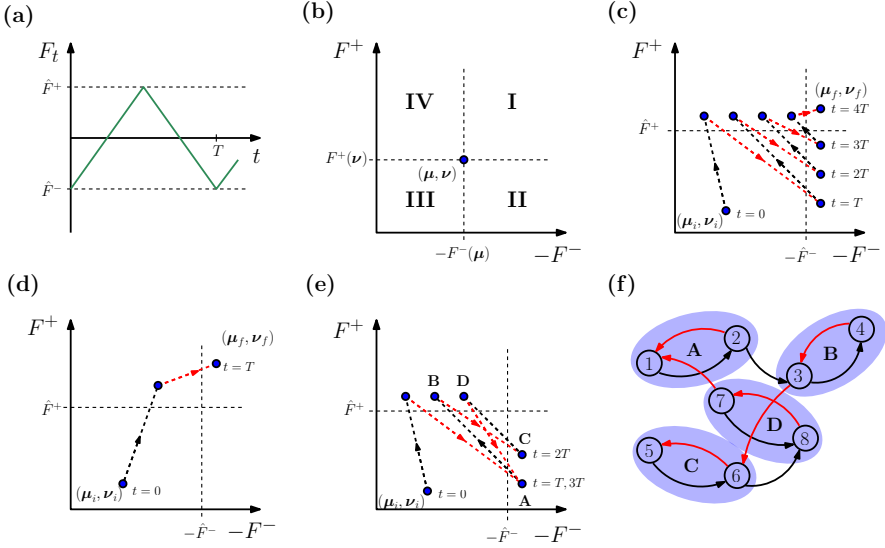 (a)
F_t
F̂⁺
F̂⁻
T
t
(b)
F⁺
IV
I
F⁺(ν)
(μ, ν)
III
II
−F⁻(μ)
−F⁻
(c)
F⁺
(μ_f, ν_f)
t = 4T
F̂⁺
t = 3T
t = 2T
t = T
(μ_i, ν_i)
t = 0
−F̂⁻
−F⁻
(d)
F⁺
(μ_f, ν_f)
t = T
F̂⁺
(μ_i, ν_i)
t = 0
−F̂⁻
−F⁻
(e)
F⁺
B D
F̂⁺
C
t = 2T
t = T, 3T
(μ_i, ν_i)
t = 0
A
−F̂⁻
−F⁻
(f)
1
A
2
3
B
4
7
D
8
5
C
6